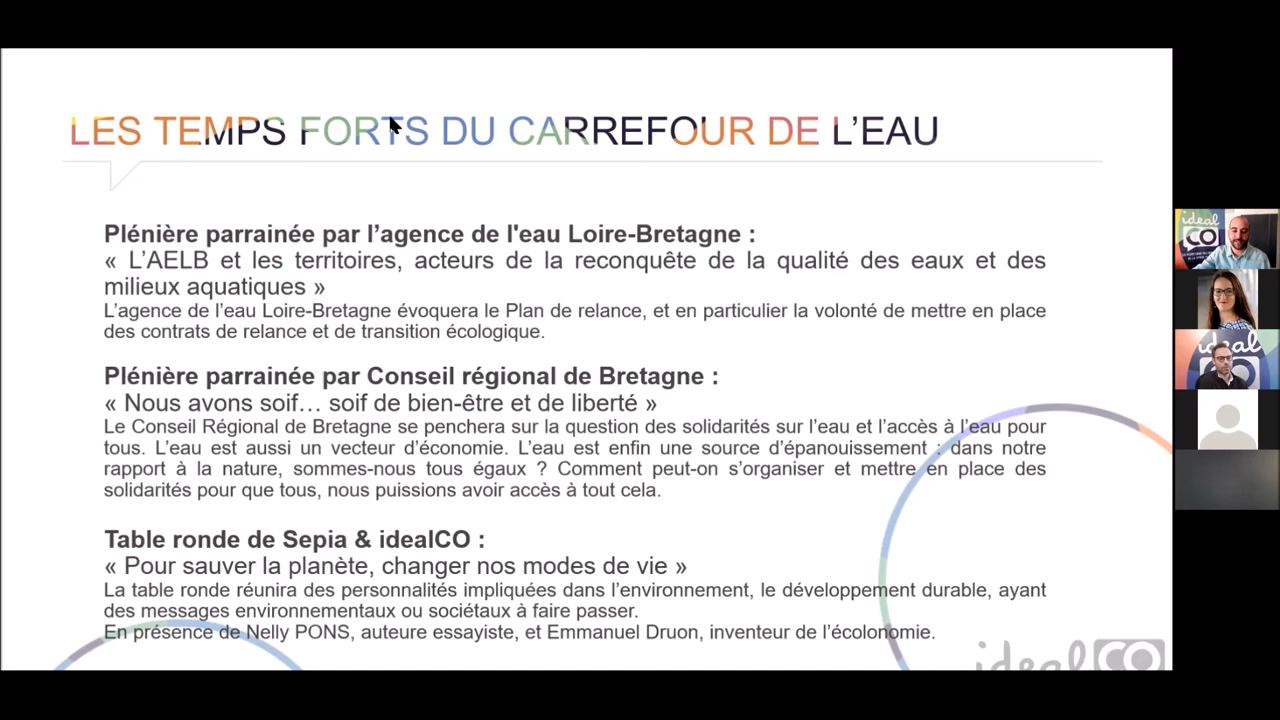 LES TEMPS FORTS DU CARREFOUR DE L’EAU
Plénière parrainée par l’agence de l'eau Loire-Bretagne :
« L’AELB et les territoires, acteurs de la reconquête de la qualité des eaux et des
milieux aquatiques »
L’agence de l’eau Loire-Bretagne évoquera le Plan de relance, et en particulier la volonté de mettre en place
des contrats de relance et de transition écologique.
Plénière parrainée par Conseil régional de Bretagne :
« Nous avons soif… soif de bien-être et de liberté »
Le Conseil Régional de Bretagne se penchera sur la question des solidarités sur l’eau et l’accès à l’eau pour
tous. L’eau est aussi un vecteur d’économie. L’eau est enfin une source d’épanouissement : dans notre
rapport à la nature, sommes-nous tous égaux ? Comment peut-on s’organiser et mettre en place des
solidarités pour que tous, nous puissions avoir accès à tout cela.
Table ronde de Sepia & idealCO :
« Pour sauver la planète, changer nos modes de vie »
La table ronde réunira des personnalités impliquées dans l’environnement, le développement durable, ayant
des messages environnementaux ou sociétaux à faire passer.
En présence de Nelly PONS, auteure essayiste, et Emmanuel Druon, inventeur de l’écolonomie.
idealCO
ideal
CO
ideal
CO